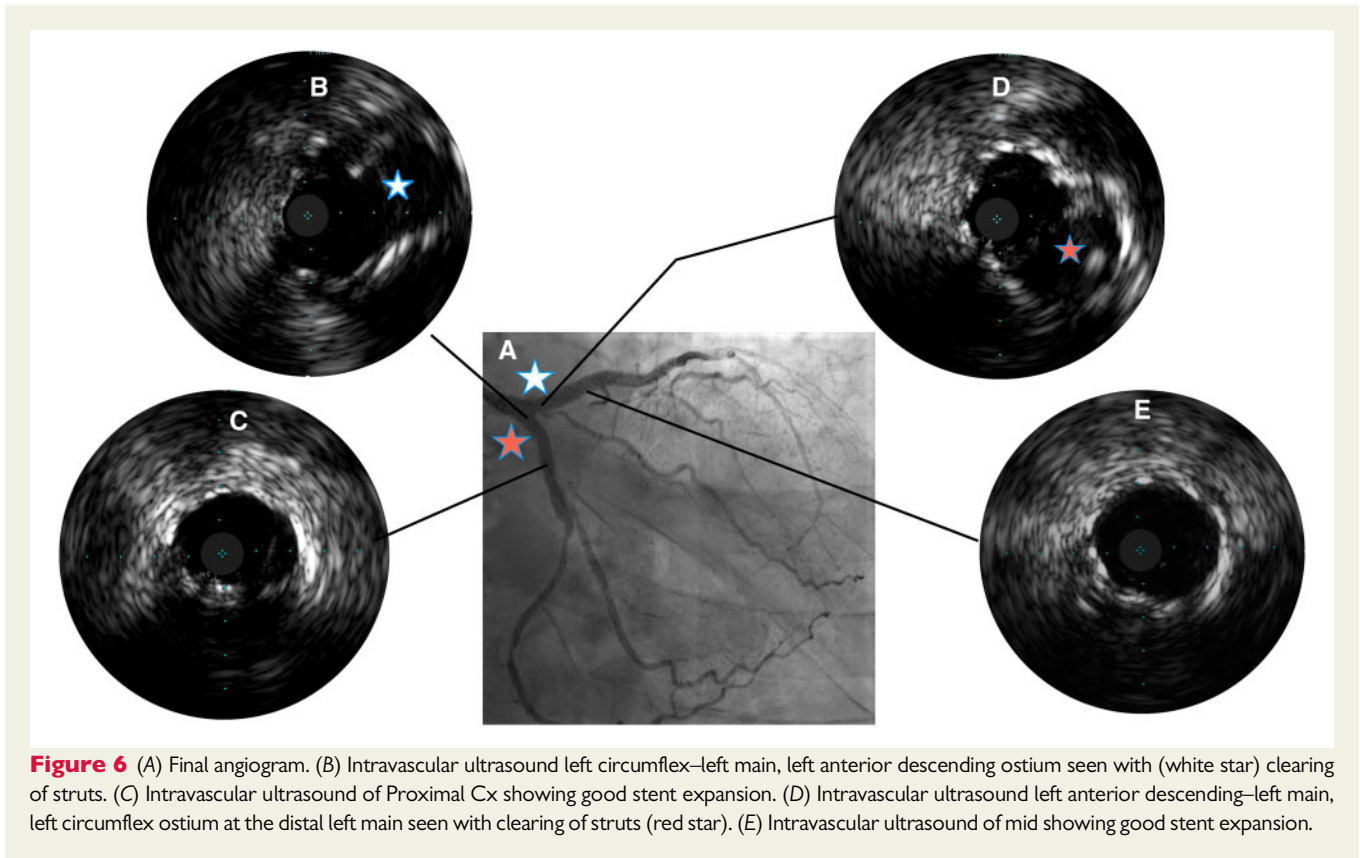 B
D
A
C
E
Figure 6 (A) Final angiogram. (B) Intravascular ultrasound left circumflex–left main, left anterior descending ostium seen with (white star) clearing
of struts. (C) Intravascular ultrasound of Proximal Cx showing good stent expansion. (D) Intravascular ultrasound left anterior descending–left main,
left circumflex ostium at the distal left main seen with clearing of struts (red star). (E) Intravascular ultrasound of mid showing good stent expansion.